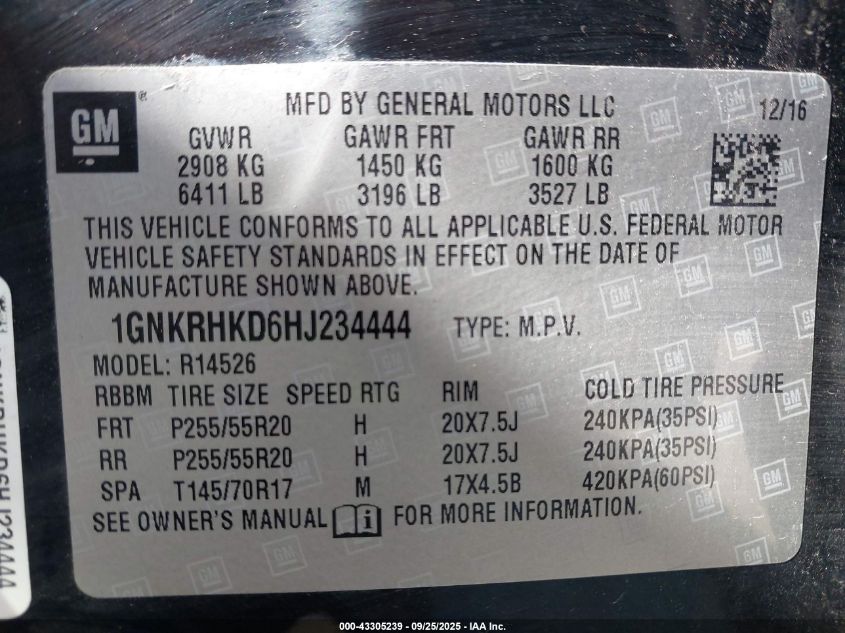 GM
®
MFD BY GENERAL MOTORS LLC
12/16
GVWR GAWR FRT GAWR RR
2908 KG 1450 KG 1600 KG
6411 LB 3196 LB 3527 LB
THIS VEHICLE CONFORMS TO ALL APPLICABLE U.S. FEDERAL MOTOR
VEHICLE SAFETY STANDARDS IN EFFECT ON THE DATE OF
MANUFACTURE SHOWN ABOVE.
1GNKRHKD6HJ234444 TYPE: M.P.V.
MODEL: R14526
RBBM TIRE SIZE SPEED RTG RIM COLD TIRE PRESSURE
FRT P255/55R20 H 20X7.5J 240KPA(35PSI)
RR P255/55R20 H 20X7.5J 240KPA(35PSI)
SPA T145/70R17 M 17X4.5B 420KPA(60PSI)
SEE OWNER'S MANUAL i FOR MORE INFORMATION.
000-43305239 - 09/25/2025 - IAA Inc.